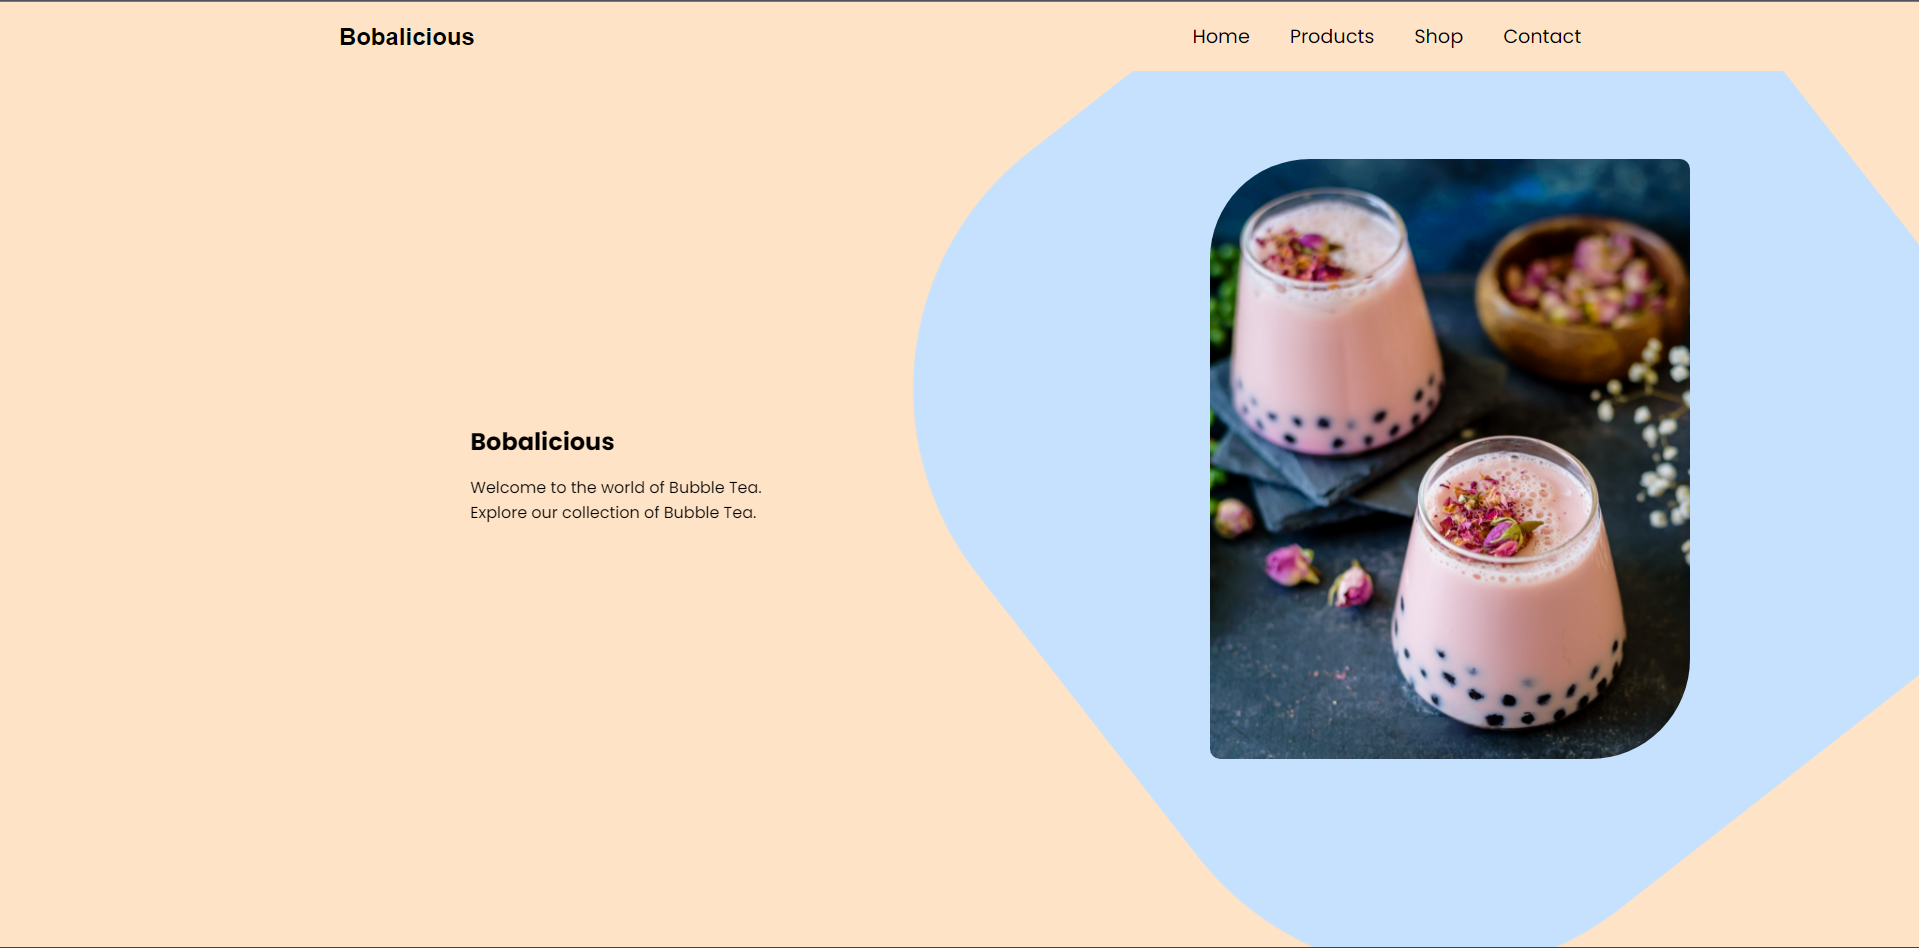 Bobalicious
Home Products Shop Contact
Bobalicious
Welcome to the world of Bubble Tea.
Explore our collection of Bubble Tea.